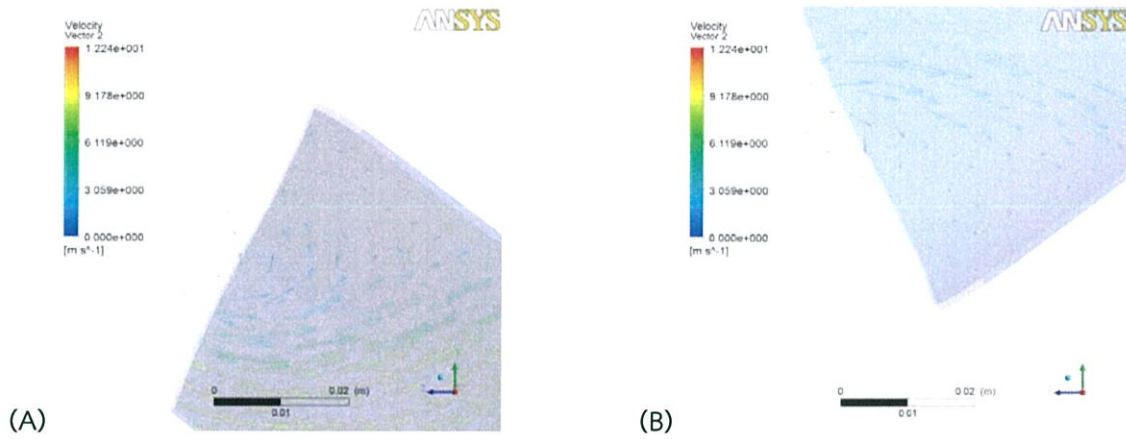 Velocity
Vector 2
1.224e+001
9.178e+000
6.119e+000
3.059e+000
0.000e+000
[m s^-1]
ANSYS
0
0.02 (m)
0.01
(A)
Velocity
Vector 2
1.224e+001
9.178e+000
6.119e+000
3.059e+000
0.000e+000
[m s^-1]
ANSYS
0
0.02 (m)
0.01
(B)